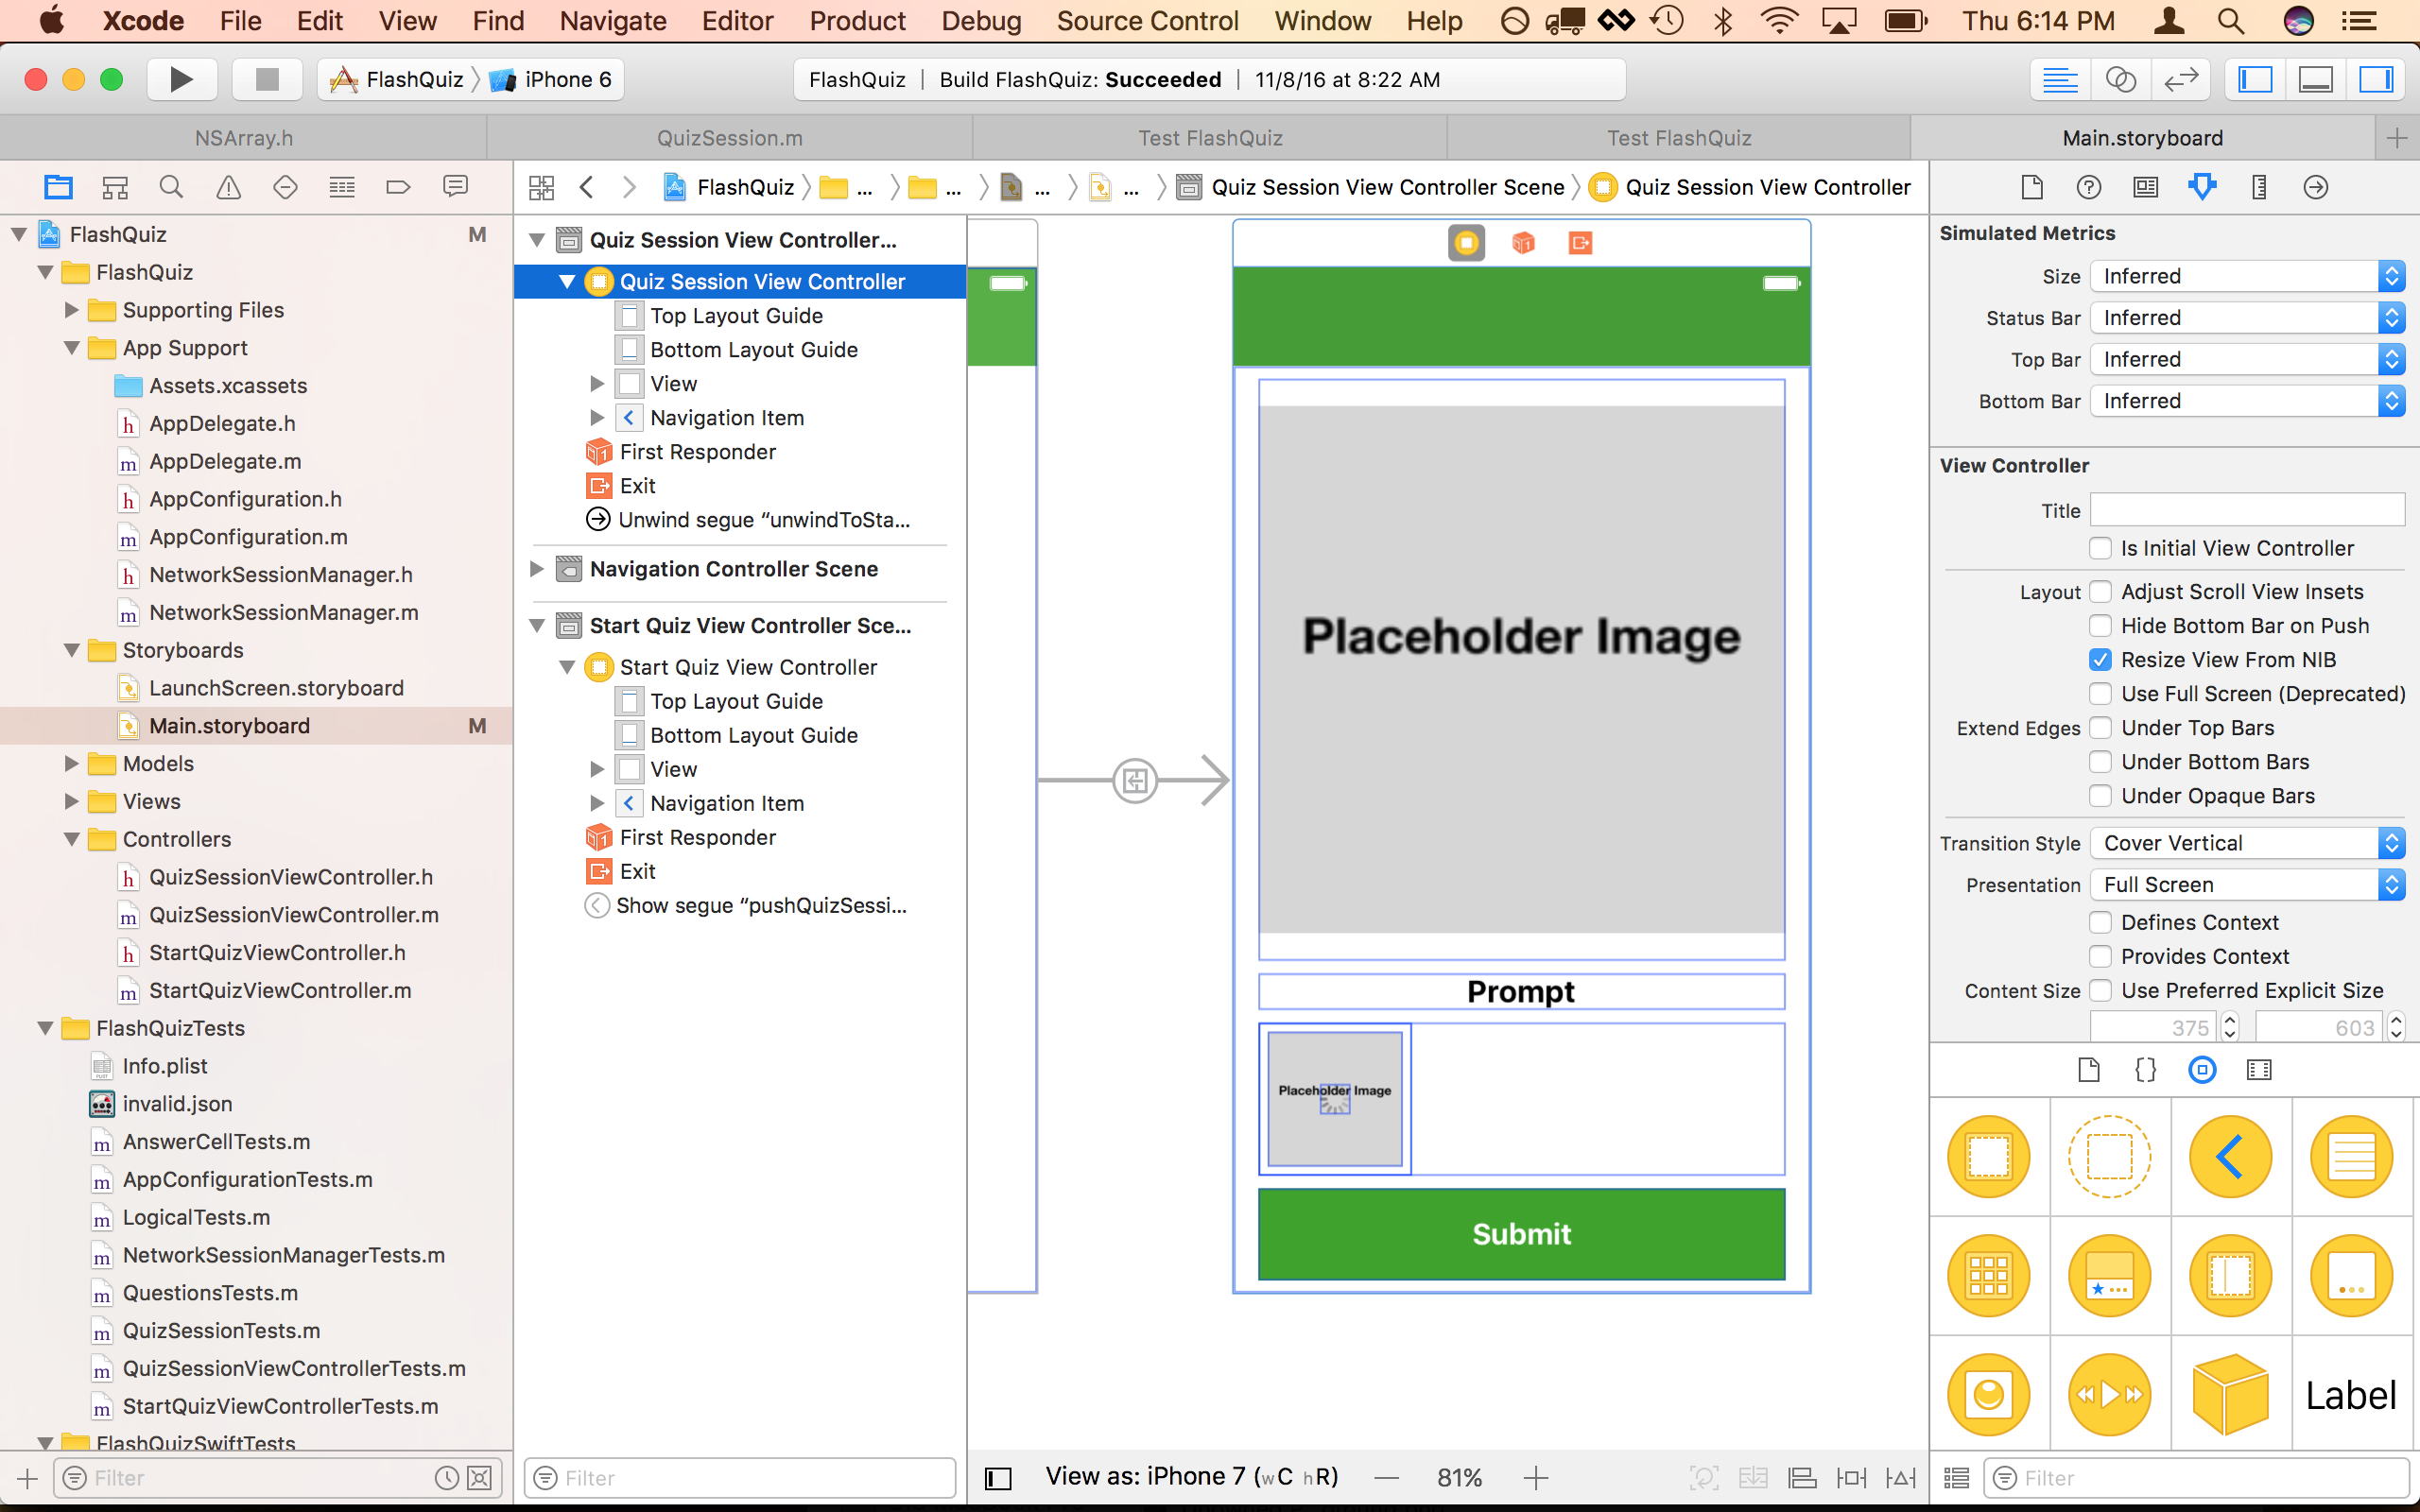 Xcode File Edit View Find Navigate Editor Product Debug Source Control Window Help Thu 6:14 PM
FlashQuiz iPhone 6
FlashQuiz | Build FlashQuiz: Succeeded | 11/8/16 at 8:22 AM
NSArray.h QuizSession.m Test FlashQuiz Test FlashQuiz Main.storyboard
FlashQuiz ... ... ... ... Quiz Session View Controller Scene Quiz Session View Controller
FlashQuiz M
FlashQuiz
Supporting Files
App Support
Assets.xcassets
h AppDelegate.h
m AppDelegate.m
h AppConfiguration.h
m AppConfiguration.m
h NetworkSessionManager.h
m NetworkSessionManager.m
Storyboards
LaunchScreen.storyboard
Main.storyboard M
Models
Views
Controllers
h QuizSessionViewController.h
m QuizSessionViewController.m
h StartQuizViewController.h
m StartQuizViewController.m
FlashQuizTests
Info.plist
invalid.json
m AnswerCellTests.m
m AppConfigurationTests.m
m LogicalTests.m
m NetworkSessionManagerTests.m
m QuestionsTests.m
m QuizSessionTests.m
m QuizSessionViewControllerTests.m
m StartQuizViewControllerTests.m
FlashQuizSwiftTests
Filter
Quiz Session View Controller...
Quiz Session View Controller
Top Layout Guide
Bottom Layout Guide
View
Navigation Item
First Responder
Exit
Unwind segue “unwindToSta...
Navigation Controller Scene
Start Quiz View Controller Sce...
Start Quiz View Controller
Top Layout Guide
Bottom Layout Guide
View
Navigation Item
First Responder
Exit
Show segue “pushQuizSessi...
Filter
Placeholder Image
Prompt
Placeholder Image
Submit
View as: iPhone 7 (wC hR) — 81% +
Simulated Metrics
Size Inferred
Status Bar Inferred
Top Bar Inferred
Bottom Bar Inferred
View Controller
Title
Is Initial View Controller
Layout Adjust Scroll View Insets
Hide Bottom Bar on Push
Resize View From NIB
Use Full Screen (Deprecated)
Extend Edges Under Top Bars
Under Bottom Bars
Under Opaque Bars
Transition Style Cover Vertical
Presentation Full Screen
Defines Context
Provides Context
Content Size Use Preferred Explicit Size
375 603
{}
Label
Filter